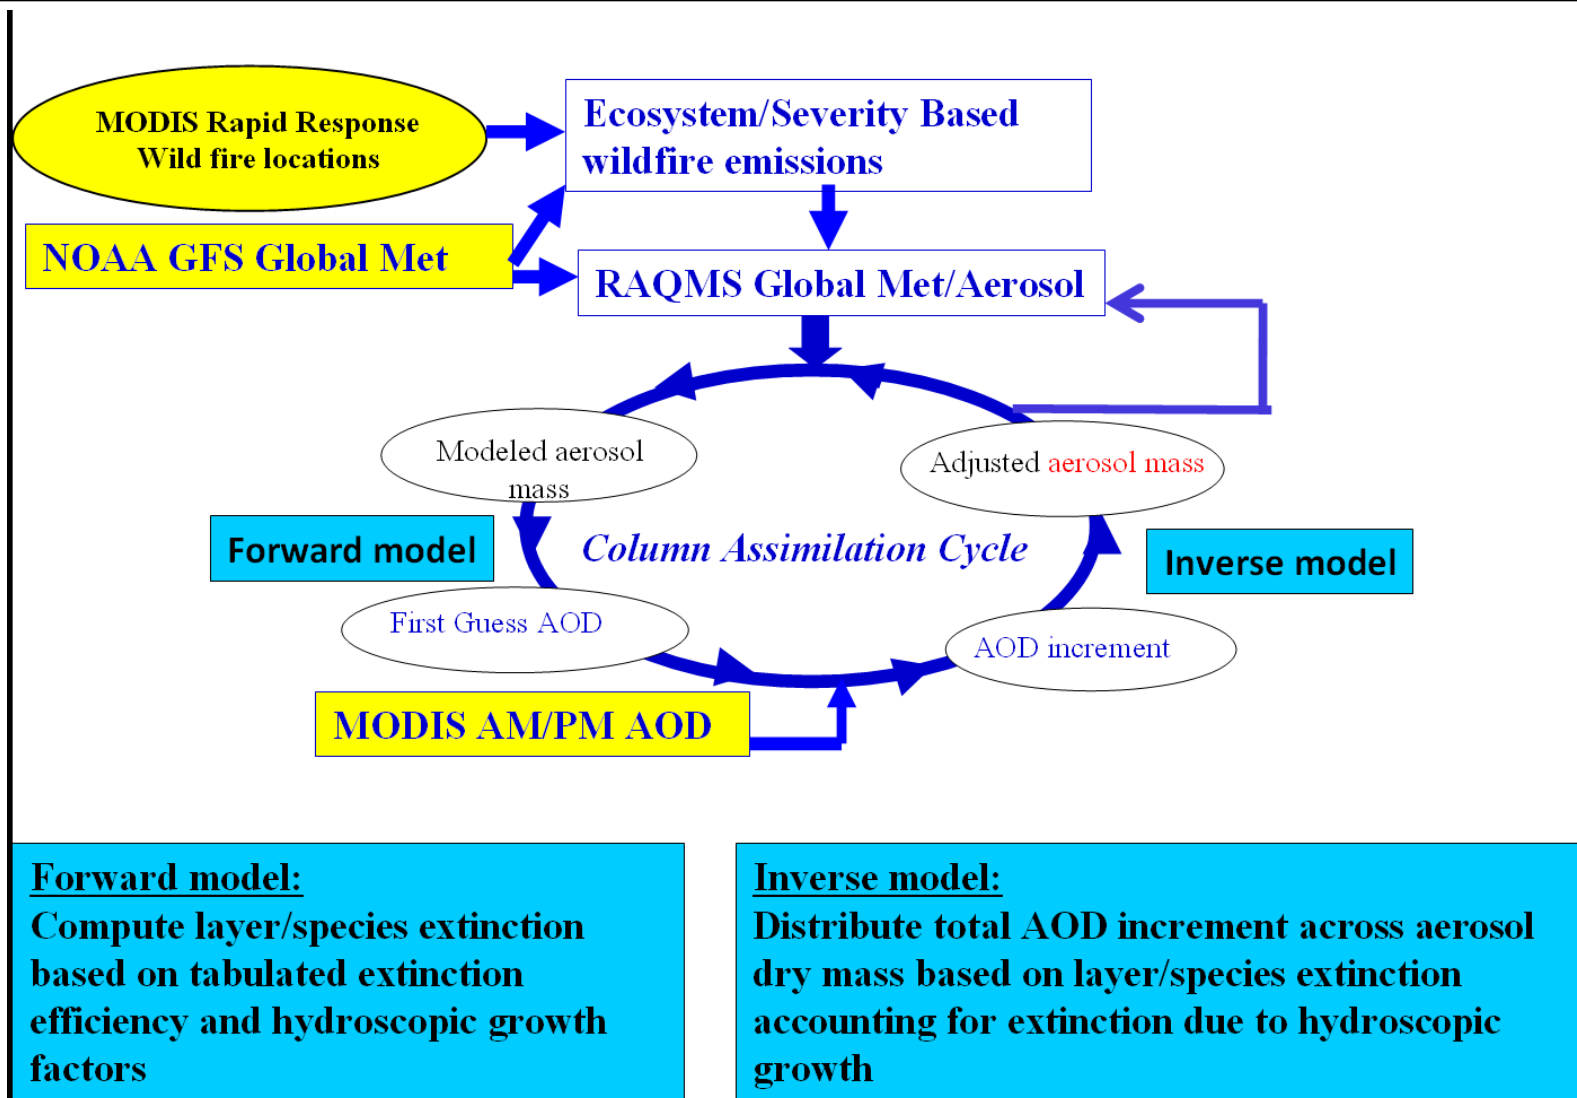 MODIS Rapid Response
Wild fire locations
Ecosystem/Severity Based
wildfire emissions
NOAA GFS Global Met
RAQMS Global Met/Aerosol
Modeled aerosol
mass
Adjusted aerosol mass
Forward model
Column Assimilation Cycle
Inverse model
First Guess AOD
AOD increment
MODIS AM/PM AOD
Forward model:
Compute layer/species extinction
based on tabulated extinction
efficiency and hydroscopic growth
factors
Inverse model:
Distribute total AOD increment across aerosol
dry mass based on layer/species extinction
accounting for extinction due to hydroscopic
growth